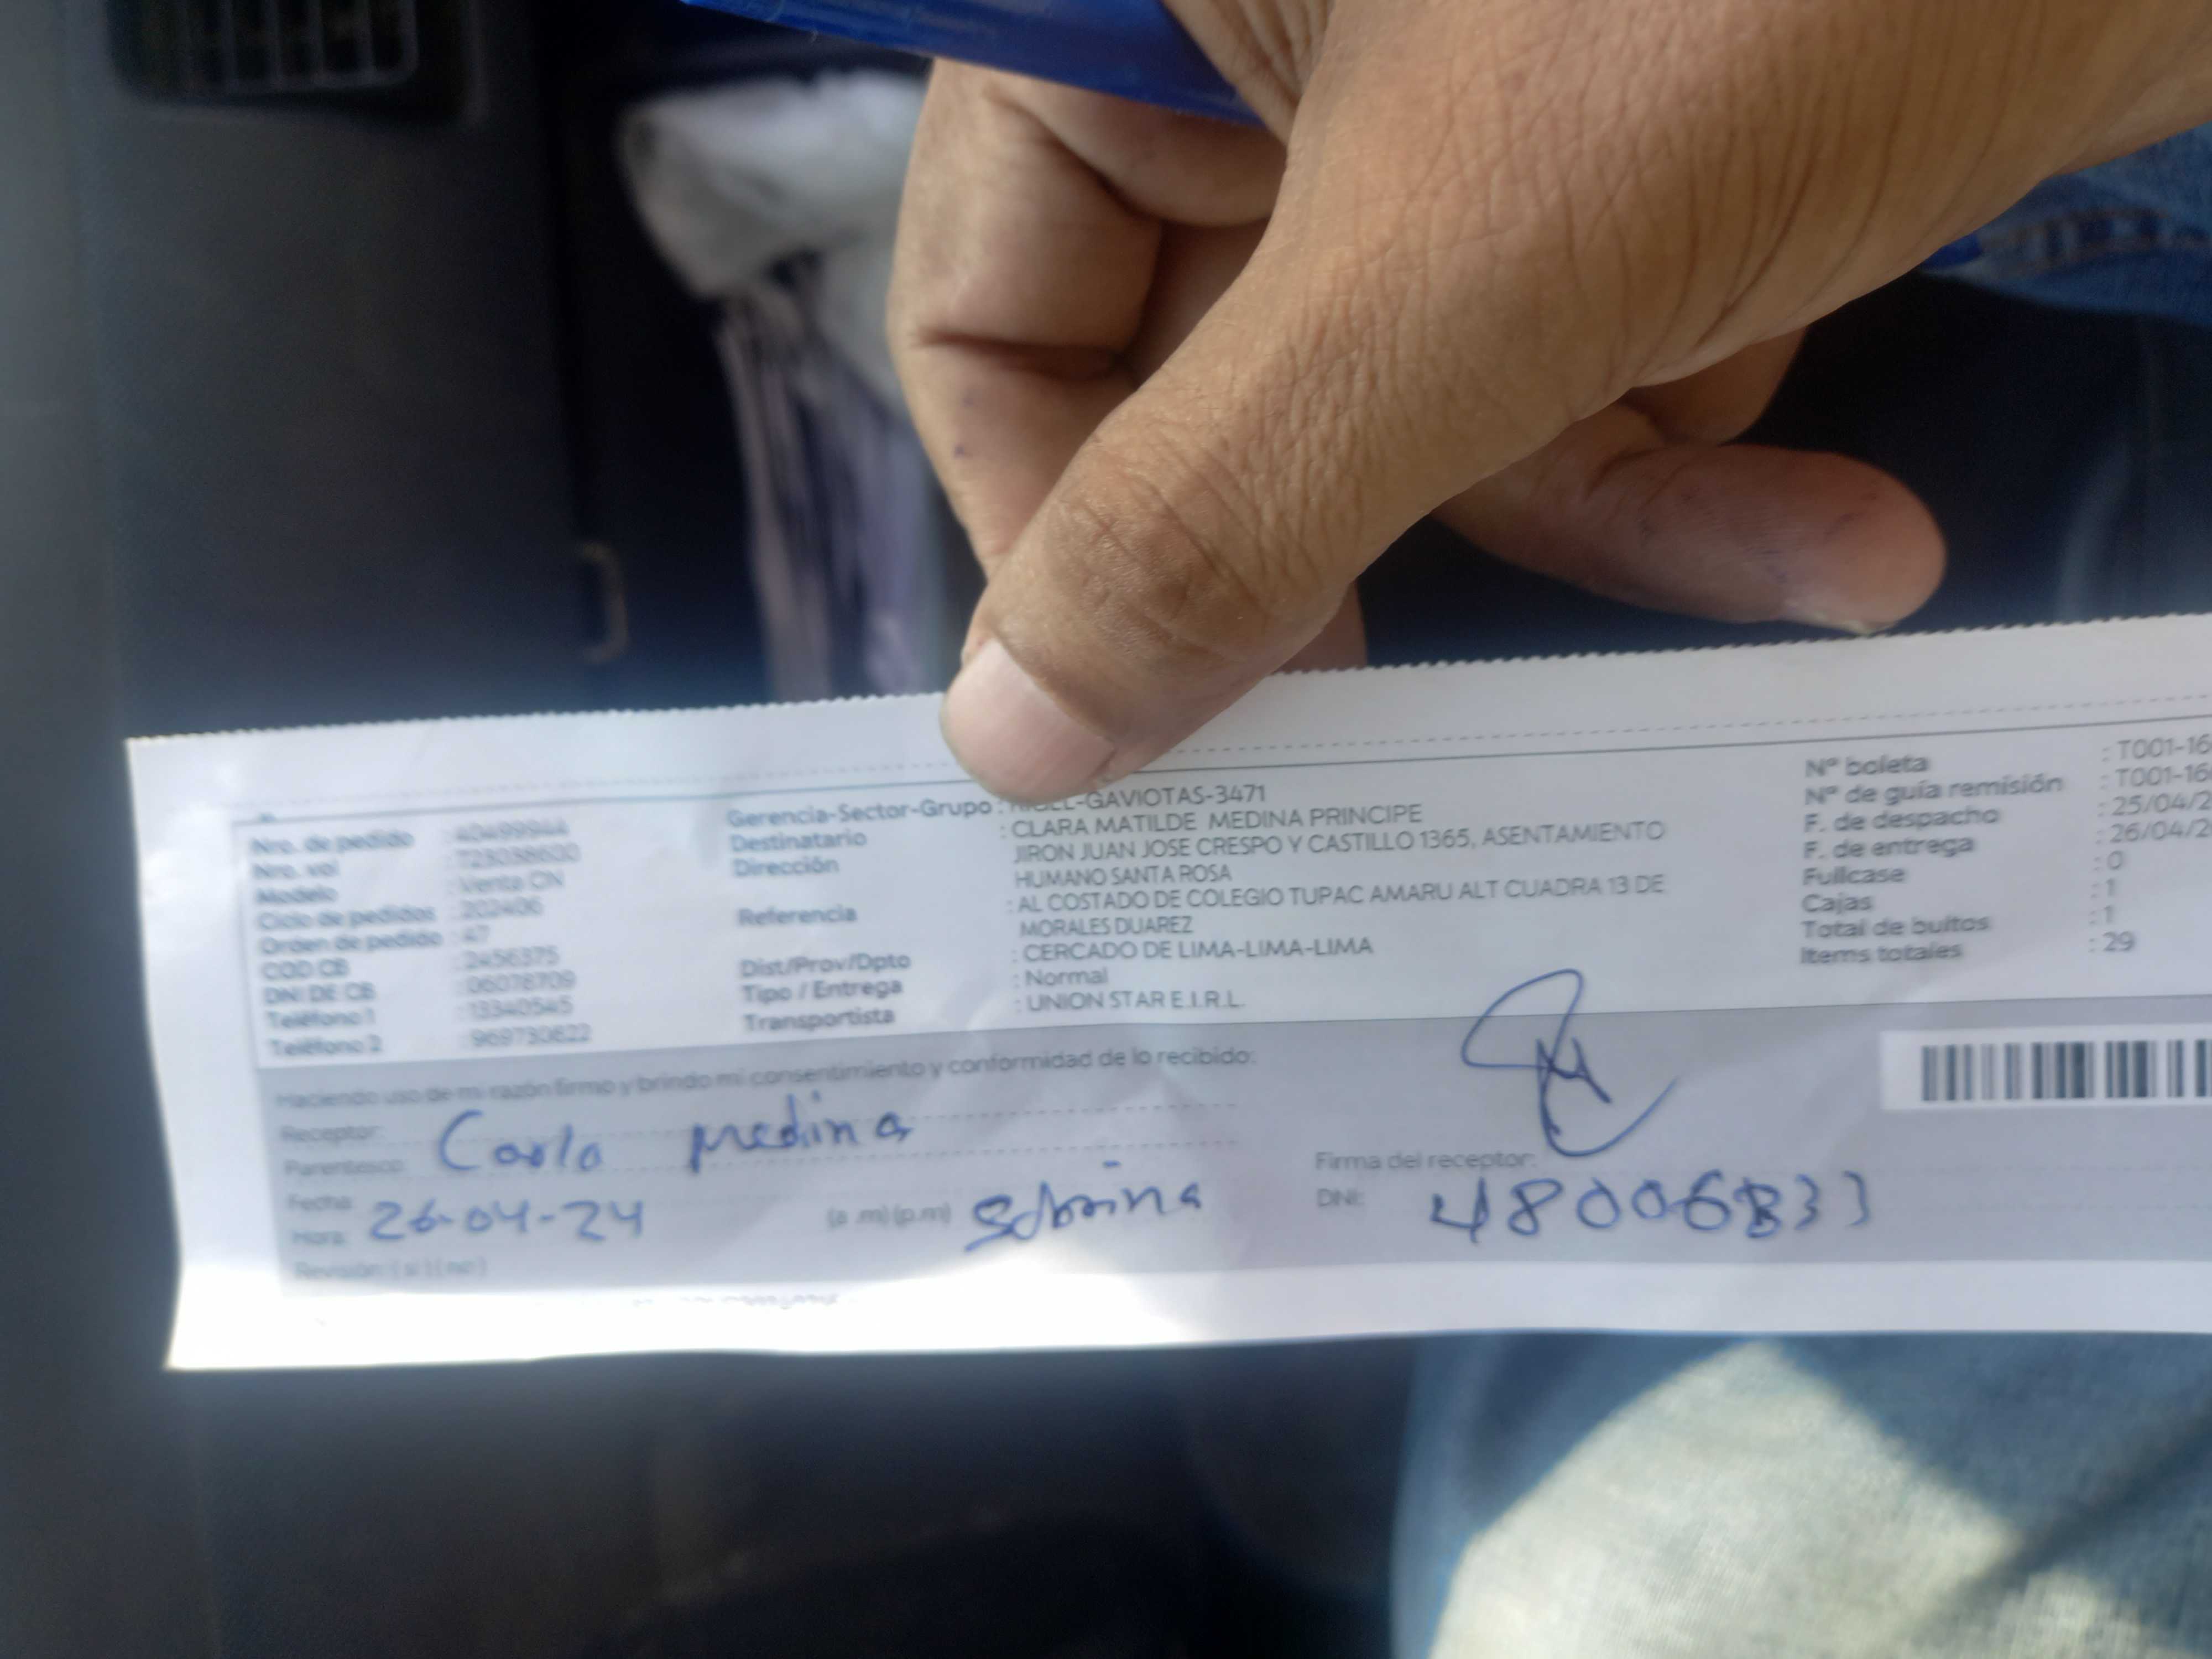 Nro. de pedido : 40499944
Nro. vol : 723038600
Modelo : Venta CN
Ciclo de pedidos : 202406
Orden de pedido : 47
COD CB : 2456375
DNI DE CB : 06078709
Teléfono 1 : 13340545
Teléfono 2 : 969730822
Gerencia-Sector-Grupo : -GAVIOTAS-3471
Destinatario : CLARA MATILDE MEDINA PRINCIPE
Dirección JIRON JUAN JOSE CRESPO Y CASTILLO 1365, ASENTAMIENTO
HUMANO SANTA ROSA
Referencia : AL COSTADO DE COLEGIO TUPAC AMARU ALT CUADRA 13 DE
MORALES DUAREZ
Dist/Prov/Dpto : CERCADO DE LIMA-LIMA-LIMA
Tipo / Entrega : Normal
Transportista : UNION STAR E.I.R.L.
Nº boleta : T001-16
Nº de guía remisión : T001-16
F. de despacho : 25/04/2
F. de entrega : 26/04/2
Fullcase : 0
Cajas : 1
Total de bultos : 1
Items totales : 29
Haciendo uso de mi razón firmo y brindo mi consentimiento y conformidad de lo recibido:
Receptor: Carla medina
Parentesco:
Fecha: 26-04-24
Hora: (a .m) (p.m) Sobrina
Revisión: ( si ) ( no )
Firma del receptor:
DNI: 48006833